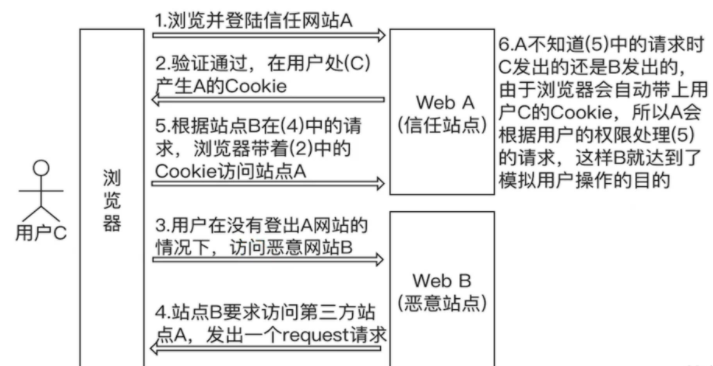 1.浏览并登陆信任网站A
2.验证通过，在用户处(C)
产生A的Cookie
5.根据站点B在(4)中的请
求，浏览器带着(2)中的
Cookie访问站点A
Web A
(信任站点)
6.A不知道(5)中的请求时
C发出的还是B发出的，
由于浏览器会自动带上用
户C的Cookie，所以A会
根据用户的权限处理(5)
的请求，这样B就达到了
模拟用户操作的目的
用户C
浏
览
器
3.用户在没有登出A网站的
情况下，访问恶意网站B
4.站点B要求访问第三方站
点A，发出一个request请求
Web B
(恶意站点)